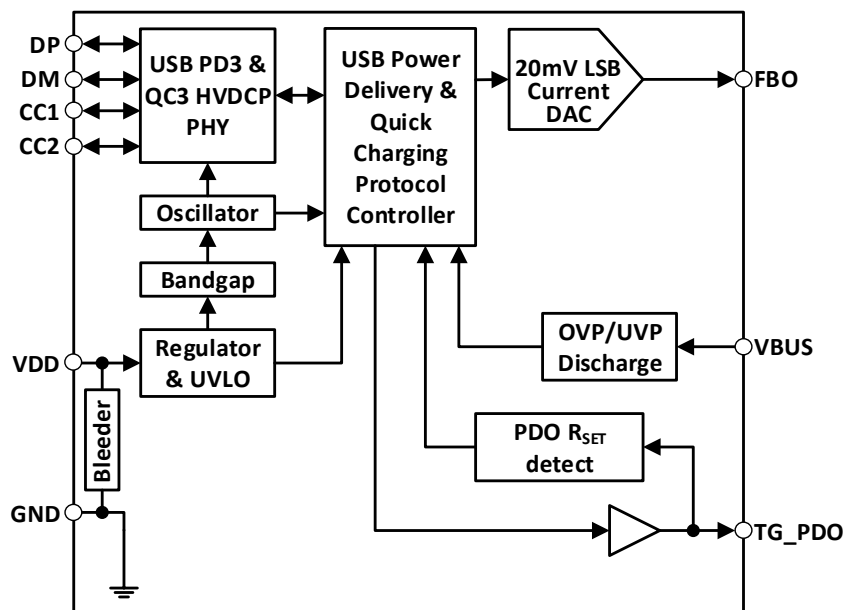 DP
DM
CC1
CC2
USB PD3 &
QC3 HVDCP
PHY
USB Power
Delivery &
Quick
Charging
Protocol
Controller
20mV LSB
Current
DAC
FBO
Oscillator
Bandgap
VDD
Regulator
& UVLO
OVP/UVP
Discharge
VBUS
Bleeder
PDO RSET
detect
GND
TG_PDO